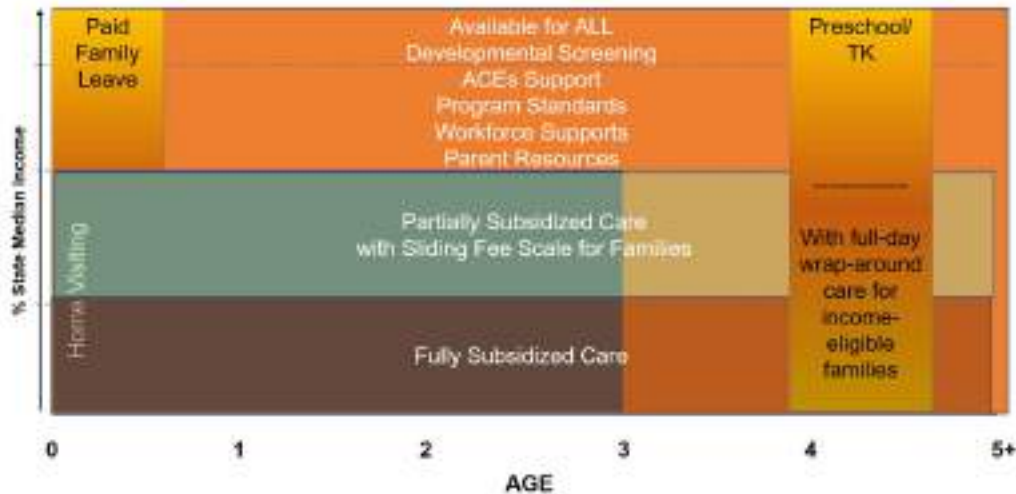 Paid
Family
Leave
Available for ALL
Developmental Screening
ACEs Support
Program Standards
Workforce Supports
Parent Resources
Preschool/
TK
% State Median Income
Home Visiting
Partially Subsidized Care
with Sliding Fee Scale for Families
With full-day
wrap-around
care for
income-
eligible
families
Fully Subsidized Care
0 1 2 3 4 5+
AGE